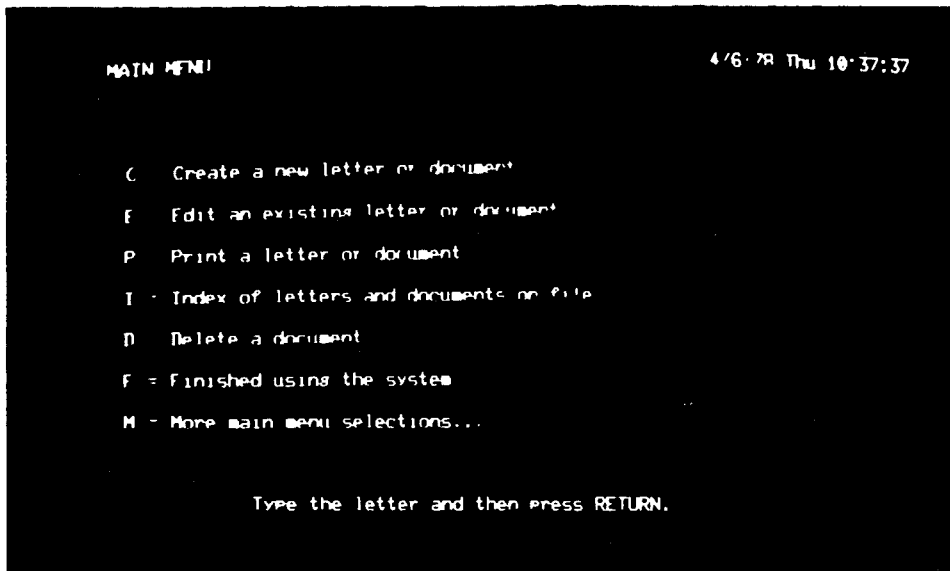 MAIN MENU 4/6/78 Thu 10:37:37
C Create a new letter or document
E Edit an existing letter or document
P Print a letter or document
I - Index of letters and documents on file
D Delete a document
F = Finished using the system
M - More main menu selections...
Type the letter and then press RETURN.